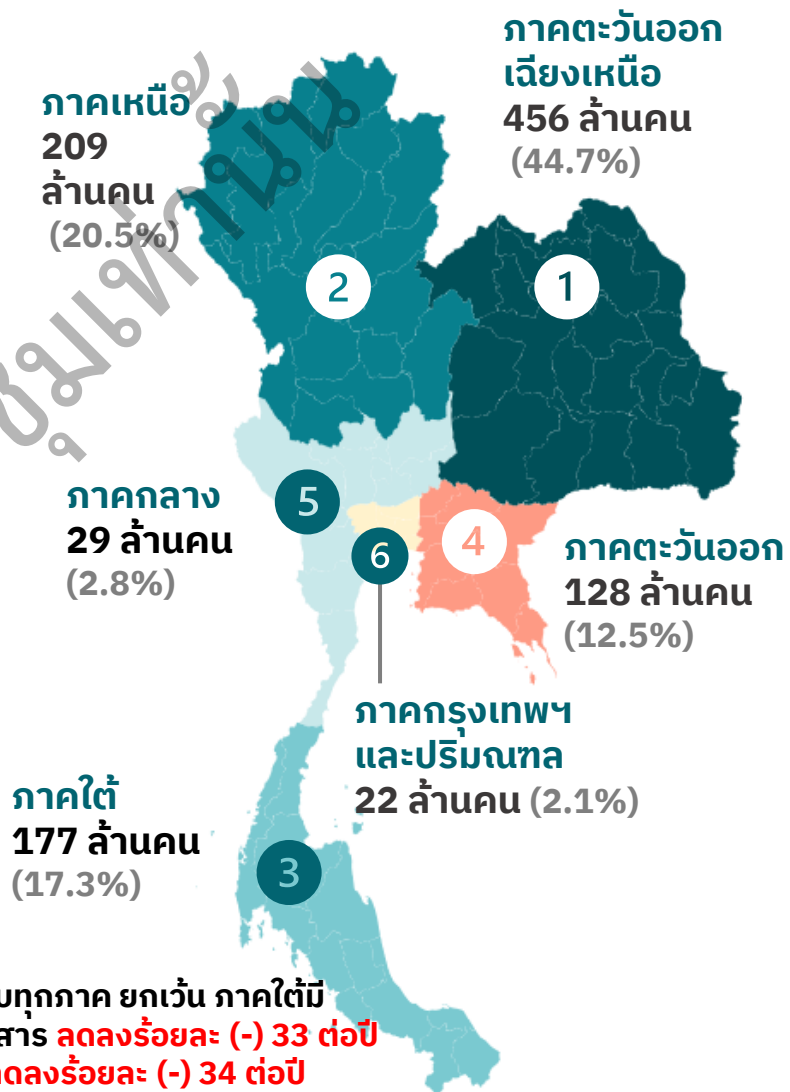 ภาคตะวันออก
เฉียงเหนือ
456 ล้านคน
(44.7%)
ภาคเหนือ
209
ล้านคน
(20.5%)
2
1
ภาคกลาง
29 ล้านคน
(2.8%)
5
6
4
ภาคตะวันออก
128 ล้านคน
(12.5%)
ภาคกรุงเทพฯ
และปริมณฑล
22 ล้านคน (2.1%)
ภาคใต้
177 ล้านคน
(17.3%)
3
บทุกภาค ยกเว้น ภาคใต้มี
สาร ลดลงร้อยละ (-) 33 ต่อปี
ลดลงร้อยละ (-) 34 ต่อปี
ชุมเท่านั้น